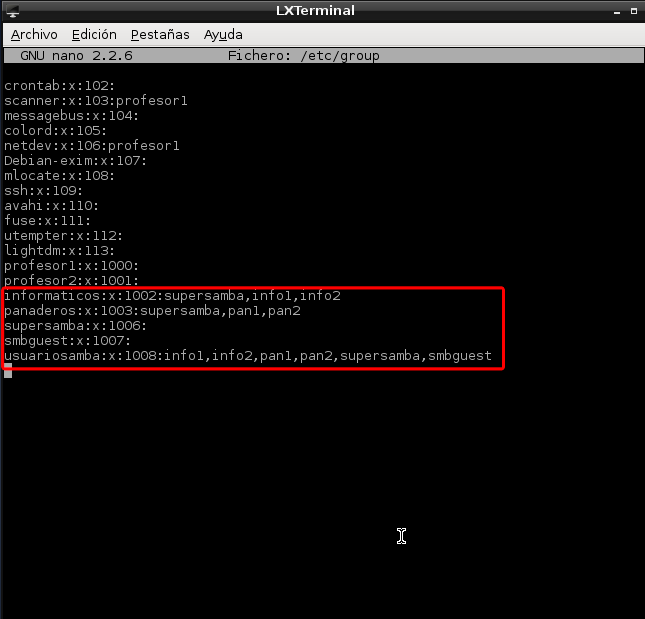 LXTerminal
Archivo Edición Pestañas Ayuda
GNU nano 2.2.6 Fichero: /etc/group
crontab:x:102:
scanner:x:103:profesor1
messagebus:x:104:
colord:x:105:
netdev:x:106:profesor1
Debian-exim:x:107:
mlocate:x:108:
ssh:x:109:
avahi:x:110:
fuse:x:111:
utempter:x:112:
lightdm:x:113:
profesor1:x:1000:
profesor2:x:1001:
informaticos:x:1002:supersamba,info1,info2
panaderos:x:1003:supersamba,pan1,pan2
supersamba:x:1006:
smbguest:x:1007:
usuariosamba:x:1008:info1,info2,pan1,pan2,supersamba,smbguest